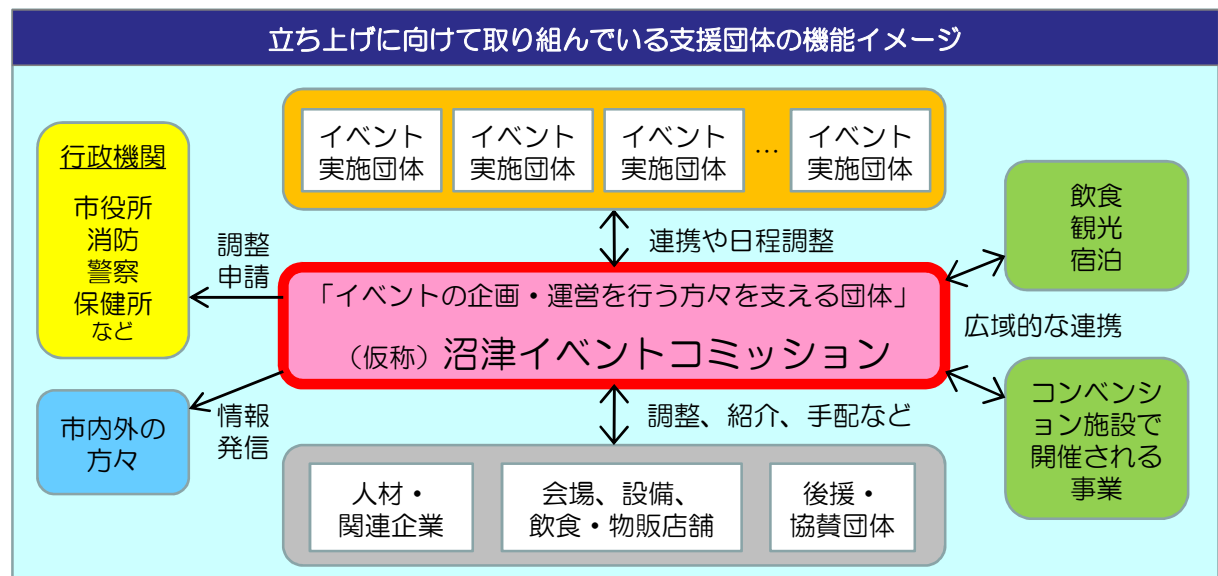 立ち上げに向けて取り組んでいる支援団体の機能イメージ
イベント
実施団体
イベント
実施団体
イベント
実施団体
…
イベント
実施団体
行政機関
市役所
消防
警察
保健所
など
調整
申請
連携や日程調整
飲食
観光
宿泊
「イベントの企画・運営を行う方々を支える団体」
（仮称）沼津イベントコミッション
広域的な連携
市内外の
方々
情報
発信
調整、紹介、手配など
コンベンシ
ョン施設で
開催される
事業
人材・
関連企業
会場、設備、
飲食・物販店舗
後援・
協賛団体